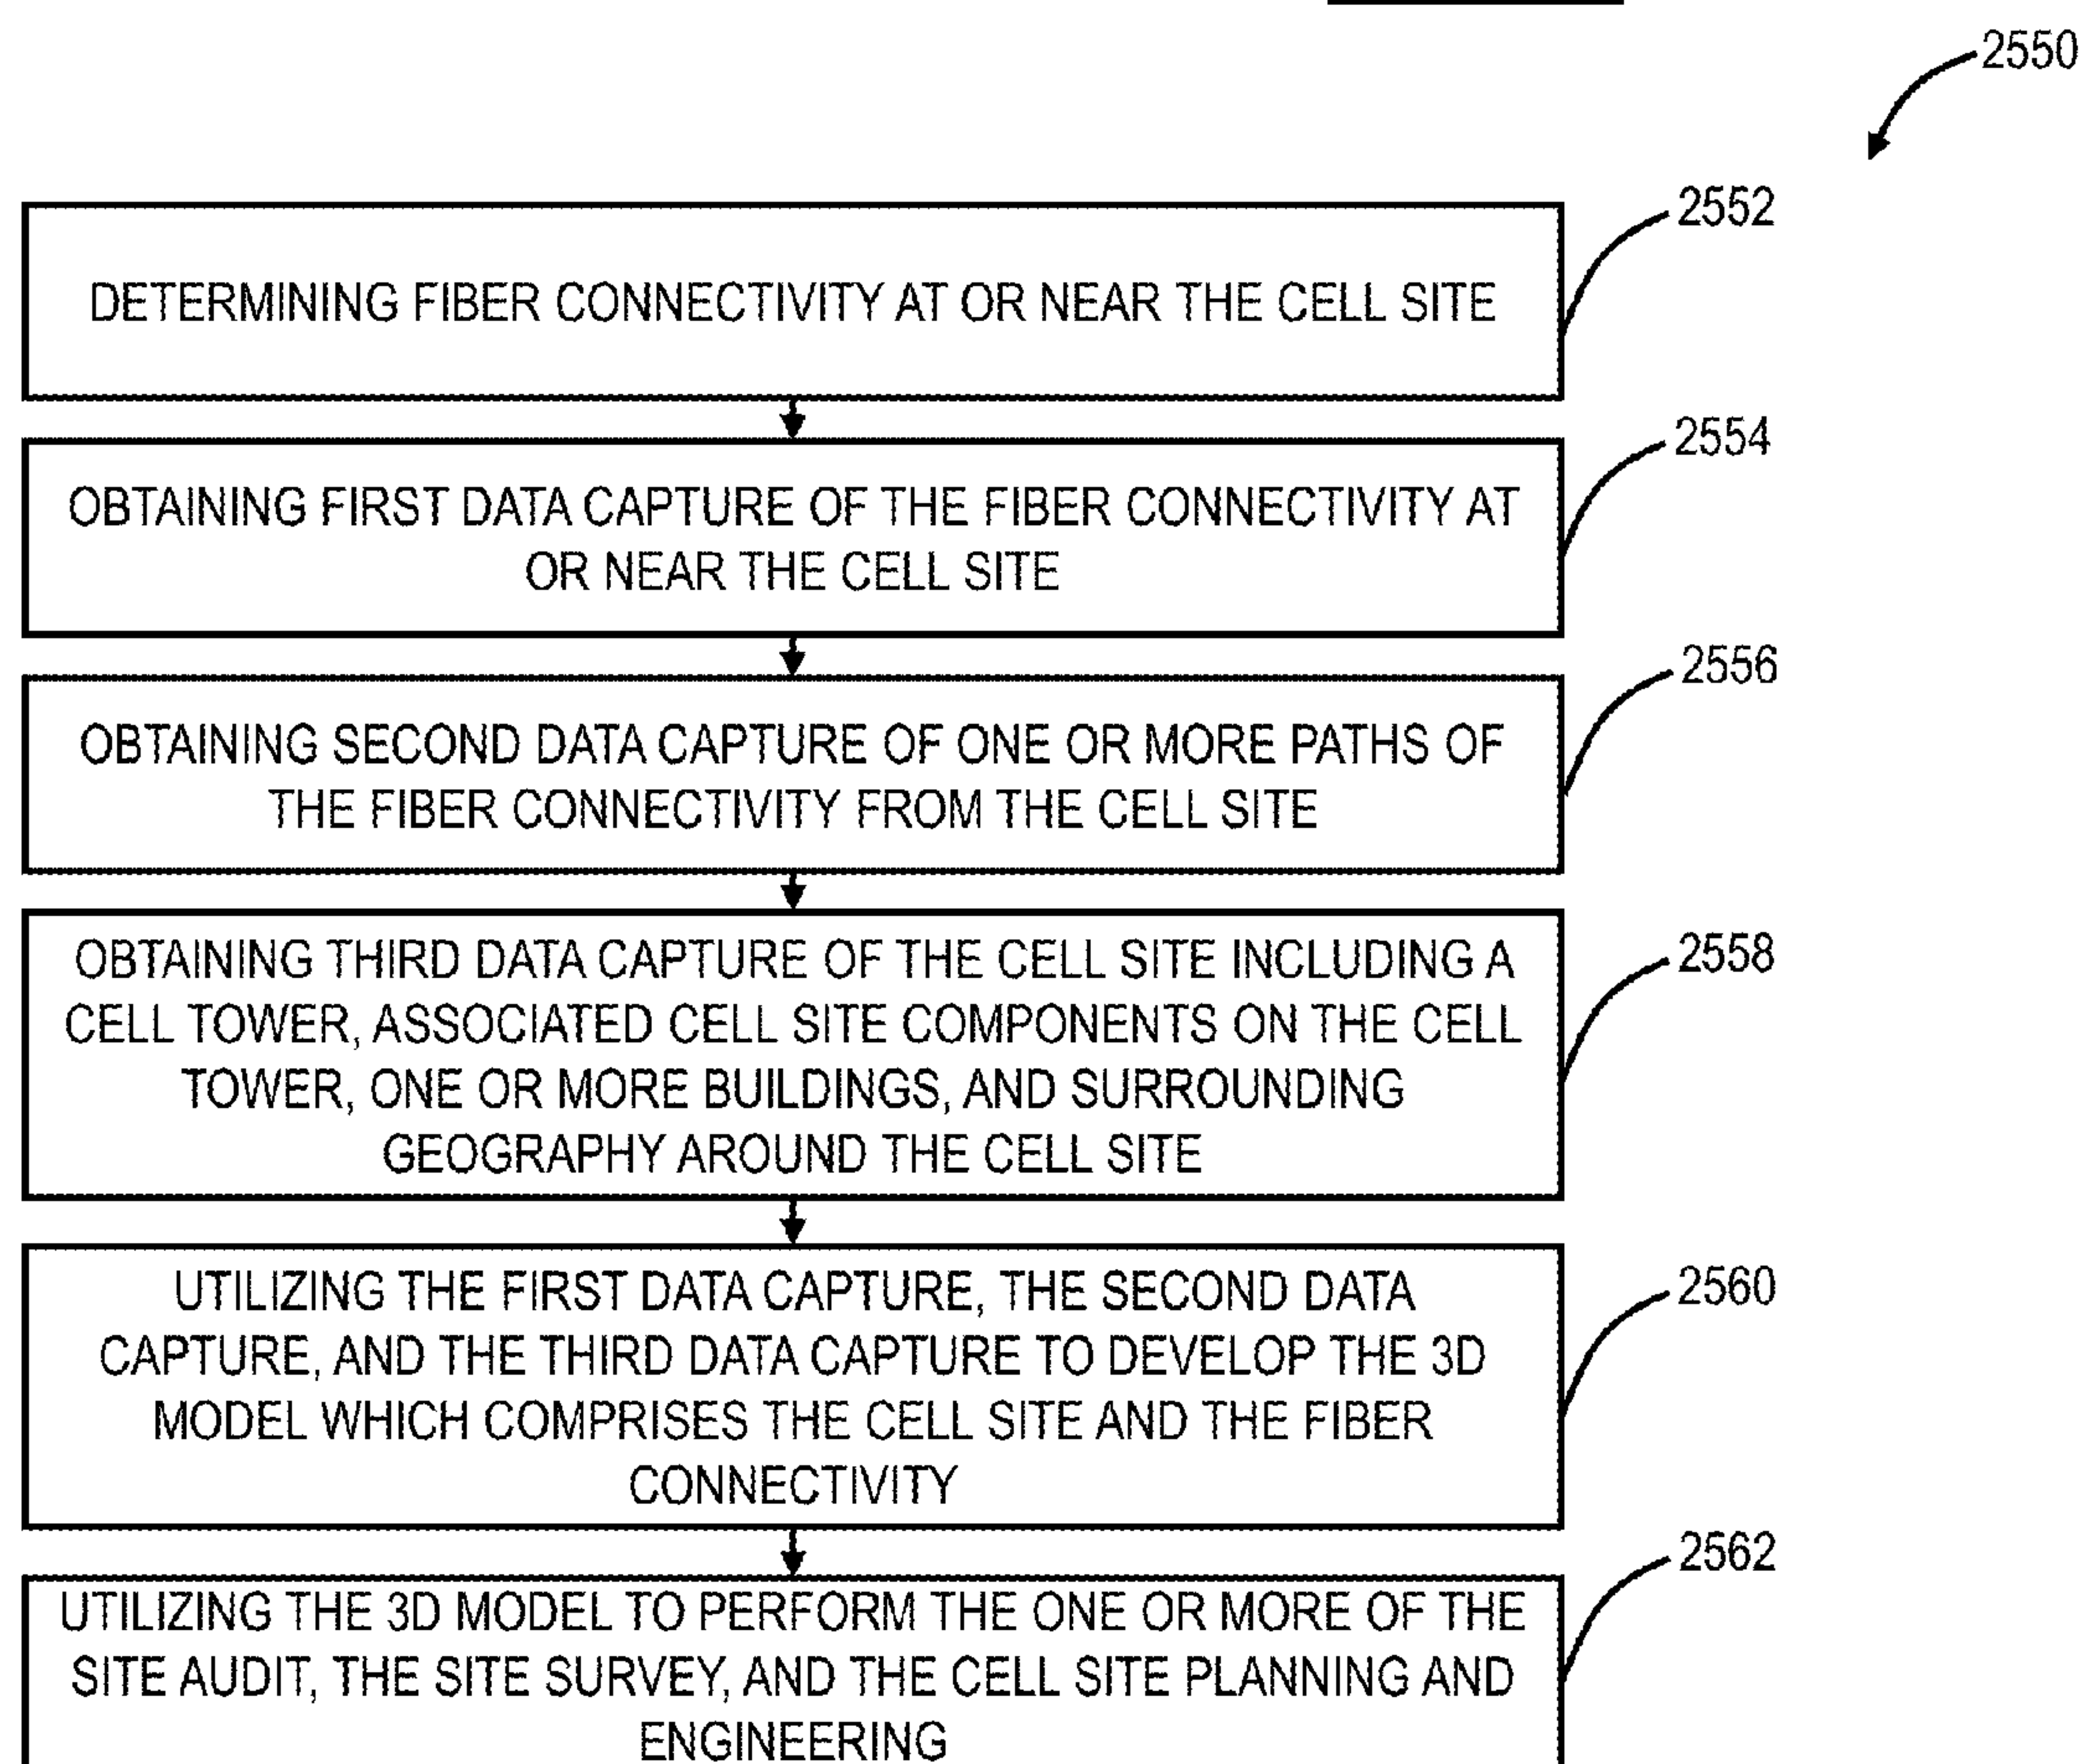 2550
2552
DETERMINING FIBER CONNECTIVITY AT OR NEAR THE CELL SITE
2554
OBTAINING FIRST DATA CAPTURE OF THE FIBER CONNECTIVITY AT
OR NEAR THE CELL SITE
2556
OBTAINING SECOND DATA CAPTURE OF ONE OR MORE PATHS OF
THE FIBER CONNECTIVITY FROM THE CELL SITE
2558
OBTAINING THIRD DATA CAPTURE OF THE CELL SITE INCLUDING A
CELL TOWER, ASSOCIATED CELL SITE COMPONENTS ON THE CELL
TOWER, ONE OR MORE BUILDINGS, AND SURROUNDING
GEOGRAPHY AROUND THE CELL SITE
2560
UTILIZING THE FIRST DATA CAPTURE, THE SECOND DATA
CAPTURE, AND THE THIRD DATA CAPTURE TO DEVELOP THE 3D
MODEL WHICH COMPRISES THE CELL SITE AND THE FIBER
CONNECTIVITY
2562
UTILIZING THE 3D MODEL TO PERFORM THE ONE OR MORE OF THE
SITE AUDIT, THE SITE SURVEY, AND THE CELL SITE PLANNING AND
ENGINEERING